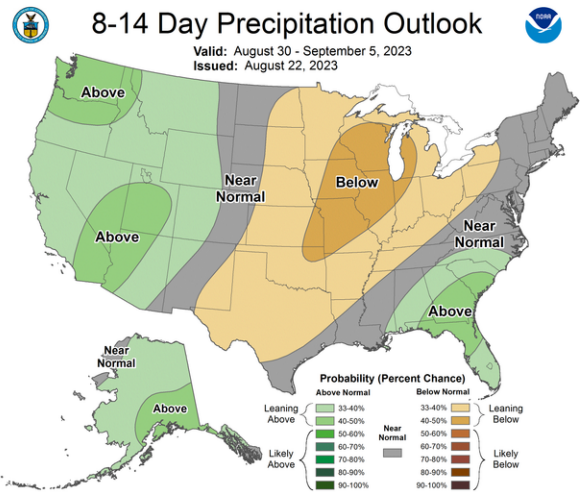 8-14 Day Precipitation Outlook
Valid: August 30 - September 5, 2023
Issued: August 22, 2023
NOAA
Above
Near
Normal
Below
Above
Near
Normal
Above
Near
Normal
Above
Probability (Percent Chance)
Above Normal
Below Normal
Leaning
Above
33-40%
40-50%
Likely
Above
50-60%
60-70%
70-80%
80-90%
90-100%
Near
Normal
33-40%
40-50%
Leaning
Below
50-60%
60-70%
70-80%
80-90%
90-100%
Likely
Below